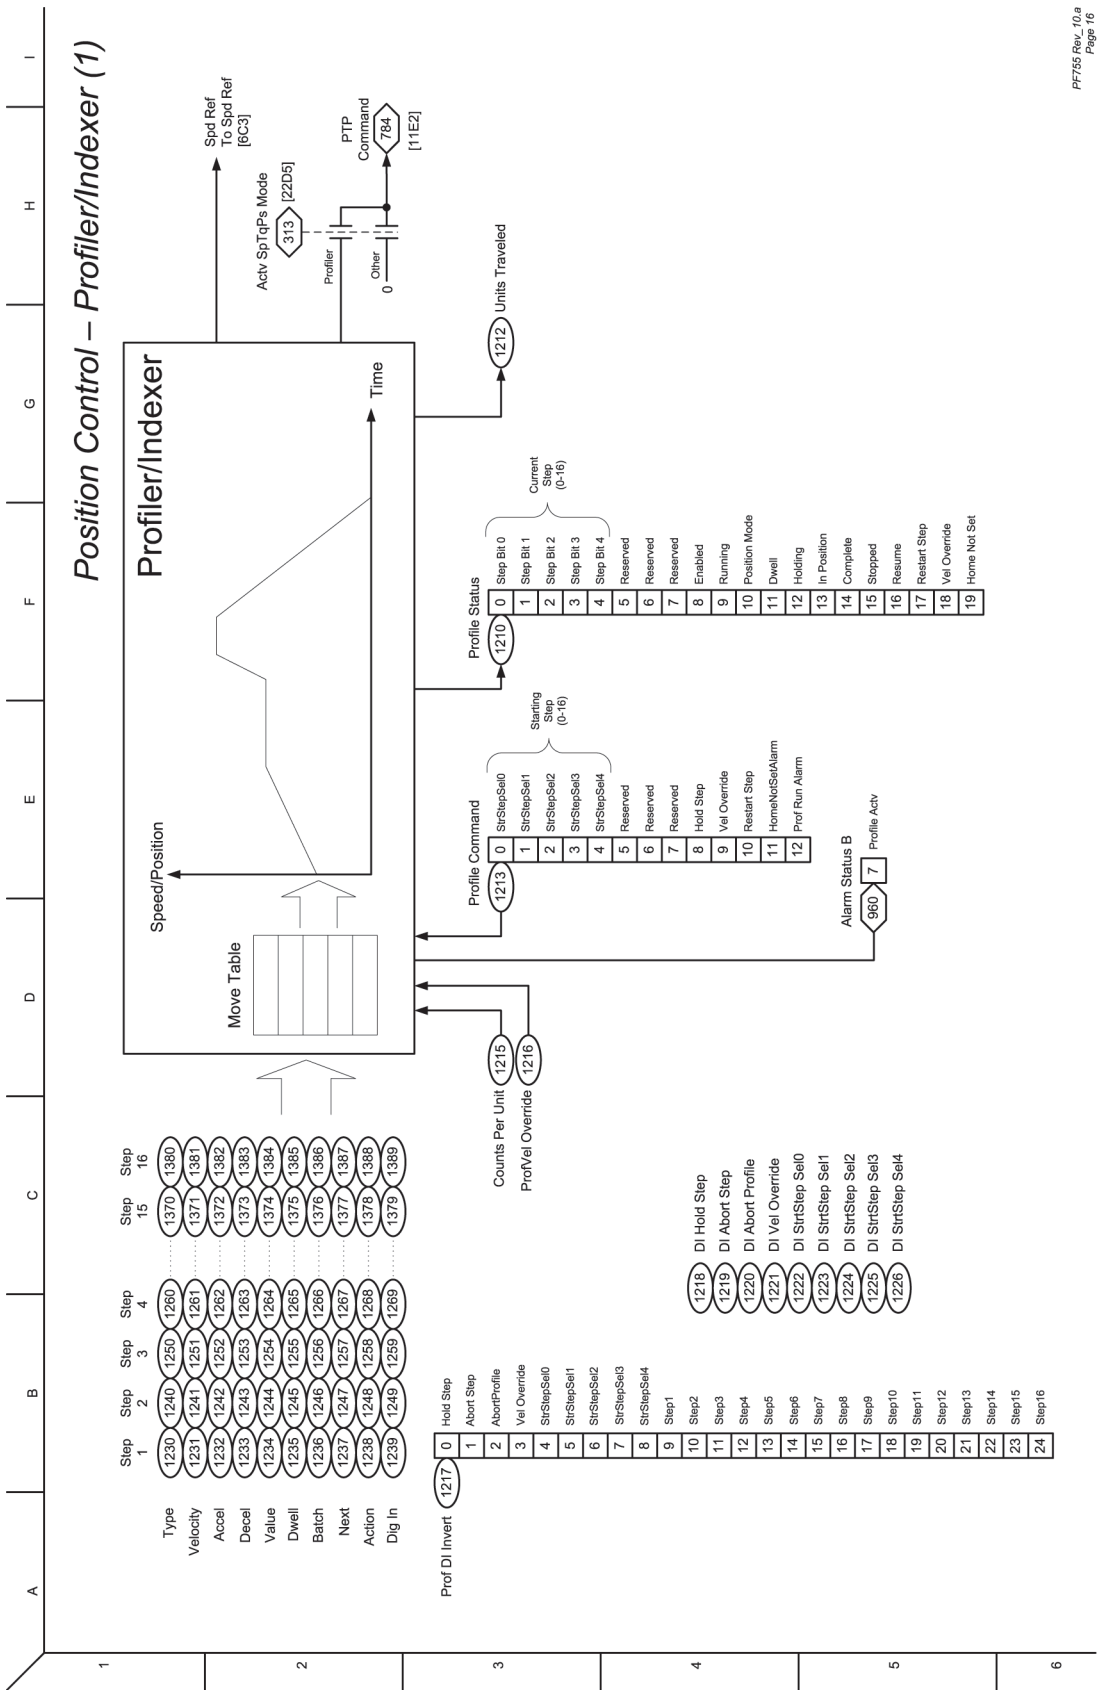 Position Control – Profiler/Indexer (1)
A
B
C
D
E
F
G
H
I
1
2
3
4
5
6
Step 1
Step 2
Step 3
Step 4
Step 15
Step 16
Type 1230 1240 1250 1260 1370 1380
Velocity 1231 1241 1251 1261 1371 1381
Accel 1232 1242 1252 1262 1372 1382
Decel 1233 1243 1253 1263 1373 1383
Value 1234 1244 1254 1264 1374 1384
Dwell 1235 1245 1255 1265 1375 1385
Batch 1236 1246 1256 1266 1376 1386
Next 1237 1247 1257 1267 1377 1387
Action 1238 1248 1258 1268 1378 1388
Dig In 1239 1249 1259 1269 1379 1389
Profiler/Indexer
Speed/Position
Move Table
Time
Spd Ref
To Spd Ref
[6C3]
Actv SpTqPs Mode
313
[22D5]
Profiler
Other
0
PTP
Command
784
[11E2]
Prof DI Invert
1217
0 Hold Step
1 Abort Step
2 AbortProfile
3 Vel Override
4 StrStepSel0
5 StrStepSel1
6 StrStepSel2
7 StrStepSel3
8 StrStepSel4
9 Step1
10 Step2
11 Step3
12 Step4
13 Step5
14 Step6
15 Step7
16 Step8
17 Step9
18 Step10
19 Step11
20 Step12
21 Step13
22 Step14
23 Step15
24 Step16
Counts Per Unit 1215
ProfVel Override 1216
1218 DI Hold Step
1219 DI Abort Step
1220 DI Abort Profile
1221 DI Vel Override
1222 DI StrtStep Sel0
1223 DI StrtStep Sel1
1224 DI StrtStep Sel2
1225 DI StrtStep Sel3
1226 DI StrtStep Sel4
Profile Command
1213
0 StrStepSel0
1 StrStepSel1
2 StrStepSel2
3 StrStepSel3
4 StrStepSel4
5 Reserved
6 Reserved
7 Reserved
8 Hold Step
9 Vel Override
10 Restart Step
11 HomeNotSetAlarm
12 Prof Run Alarm
Starting
Step
(0-16)
Alarm Status B
960 7 Profile Actv
Profile Status
1210
0 Step Bit 0
1 Step Bit 1
2 Step Bit 2
3 Step Bit 3
4 Step Bit 4
5 Reserved
6 Reserved
7 Reserved
8 Enabled
9 Running
10 Position Mode
11 Dwell
12 Holding
13 In Position
14 Complete
15 Stopped
16 Resume
17 Restart Step
18 Vel Override
19 Home Not Set
Current
Step
(0-16)
1212 Units Traveled
PF755 Rev_10.a
Page 16